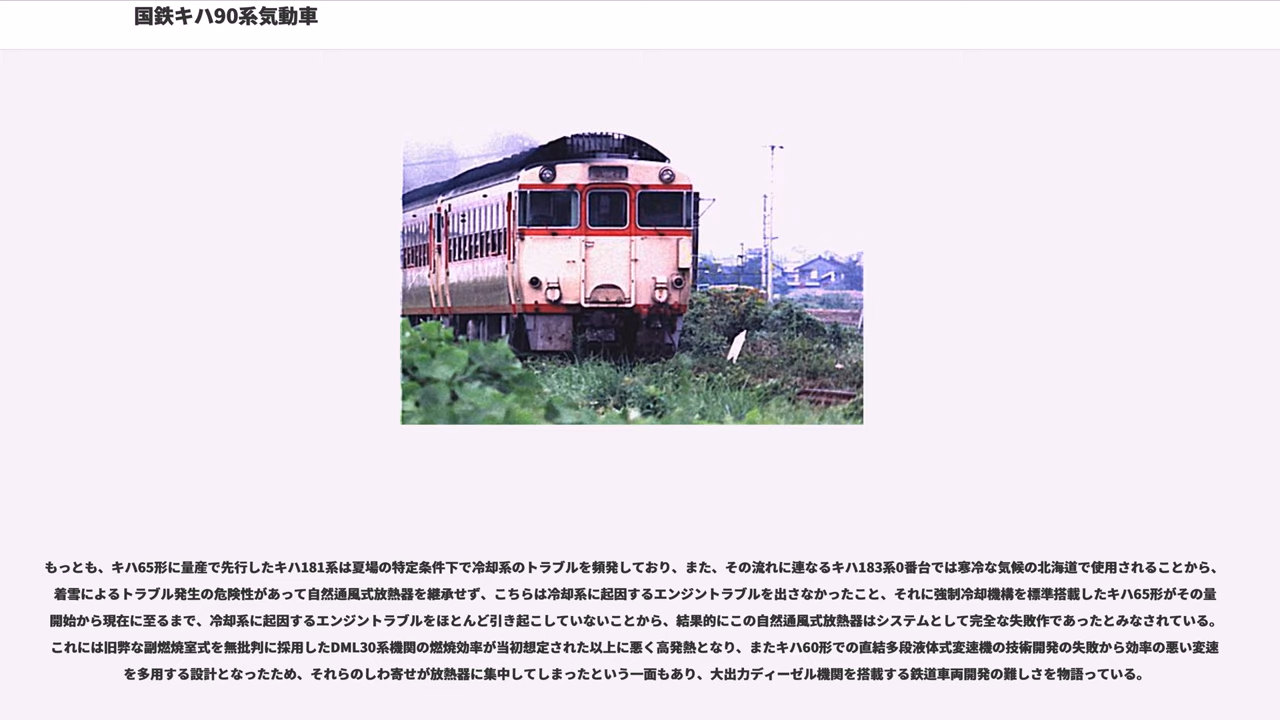 国鉄キハ90系気動車
もっとも、キハ65形に量産で先行したキハ181系は夏場の特定条件下で冷却系のトラブルを頻発しており、また、その流れに連なるキハ183系0番台では寒冷な気候の北海道で使用されることから、
着雪によるトラブル発生の危険性があって自然通風式放熱器を継承せず、こちらは冷却系に起因するエンジントラブルを出さなかったこと、それに強制冷却機構を標準搭載したキハ65形がその量
開始から現在に至るまで、冷却系に起因するエンジントラブルをほとんど引き起こしていないことから、結果的にこの自然通風式放熱器はシステムとして完全な失敗作であったとみなされている。
これには旧弊な副燃焼室式を無批判に採用したDML30系機関の燃焼効率が当初想定された以上に悪く高発熱となり、またキハ60形での直結多段液体式変速機の技術開発の失敗から効率の悪い変速
を多用する設計となったため、それらのしわ寄せが放熱器に集中してしまったという一面もあり、大出力ディーゼル機関を搭載する鉄道車両開発の難しさを物語っている。